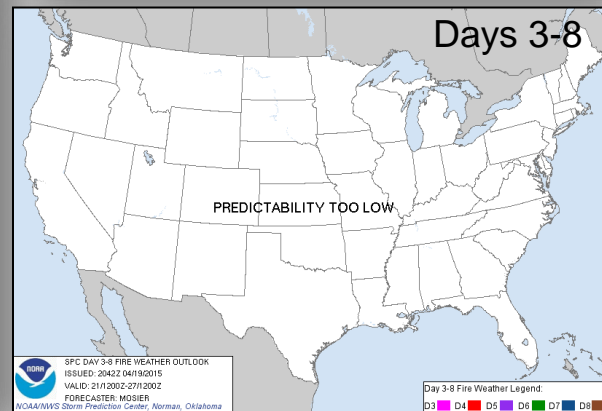 Days 3-8
PREDICTABILITY TOO LOW
NOAA
SPC DAY 3-8 FIRE WEATHER OUTLOOK
ISSUED: 2042Z 04/19/2015
VALID: 21/1200Z-27/1200Z
FORECASTER: MOSIER
NOAA/NWS Storm Prediction Center, Norman, Oklahoma
Day 3-8 Fire Weather Legend:
D3 D4 D5 D6 D7 D8